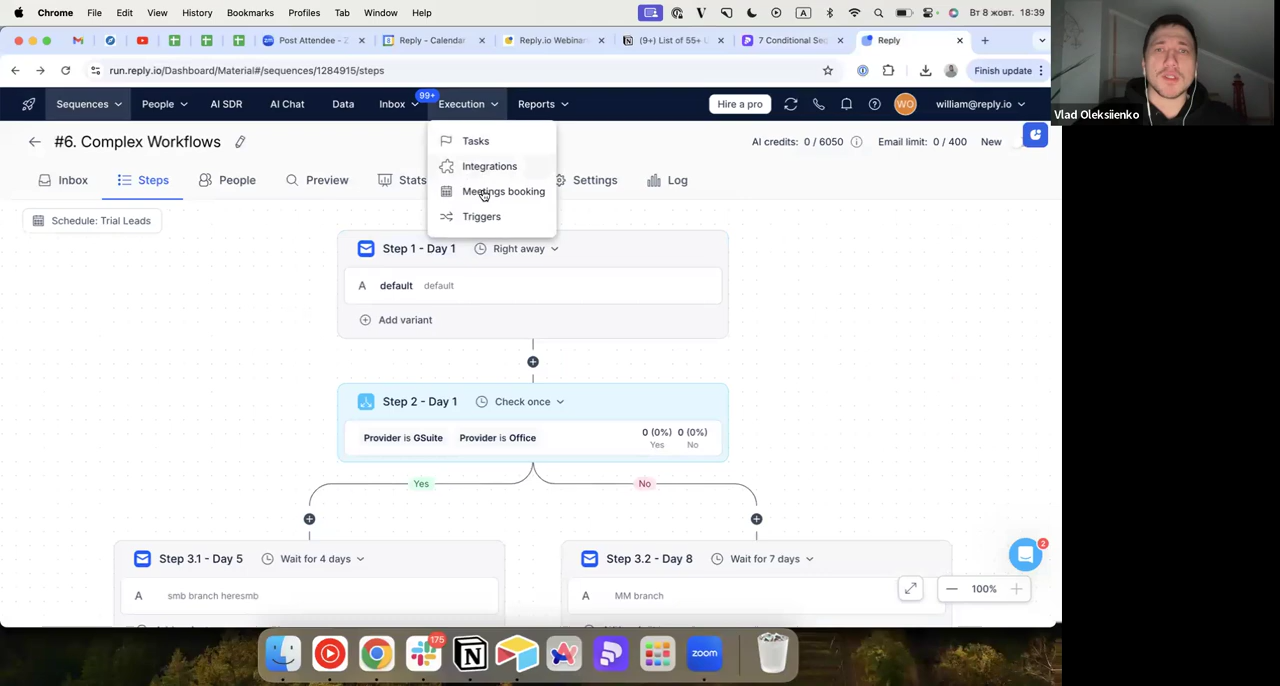 Chrome File Edit View History Bookmarks Profiles Tab Window Help A Вт 8 жовт. 18:39
Post Attendee - Z Reply - Calendar Reply.io Webinar (9+) List of 55+ 7 Conditional Seq Reply
run.reply.io/Dashboard/Material#/sequences/1284915/steps Finish update
Vlad Oleksiienko
Sequences People AI SDR AI Chat Data Inbox 99+ Execution Reports Hire a pro WO william@reply.io
#6. Complex Workflows AI credits: 0 / 6050 Email limit: 0 / 400 New
Tasks
Integrations
Meetings booking
Triggers
Inbox Steps People Preview Stats Settings Log
Schedule: Trial Leads
Step 1 - Day 1 Right away
A default default
Add variant
Step 2 - Day 1 Check once
Provider is GSuite Provider is Office 0 (0%) 0 (0%)
Yes No
Yes No
Step 3.1 - Day 5 Wait for 4 days Step 3.2 - Day 8 Wait for 7 days
A smb branch heresmb A MM branch
2
100%
175
zoom